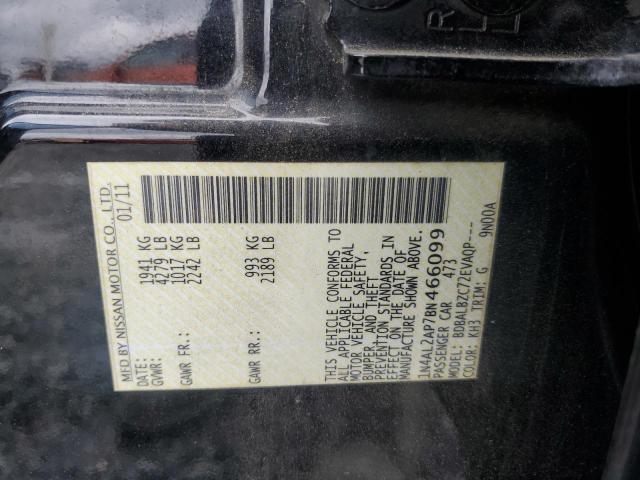 MFD BY NISSAN MOTOR CO., LTD.
01/11
GVWR: 1941 KG
4279 LB
GAWR FR.: 1017 KG
2242 LB
GAWR RR.: 993 KG
2189 LB
THIS VEHICLE CONFORMS TO
ALL APPLICABLE FEDERAL
MOTOR VEHICLE SAFETY,
BUMPER, AND THEFT
PREVENTION STANDARDS IN
EFFECT ON THE DATE OF
MANUFACTURE SHOWN ABOVE.
1N4AL2AP7BN466099
PASSENGER CAR 473
MODEL: BDBALBZC72EVAQP---
COLOR: KH3 TRIM: G 9N00A
R